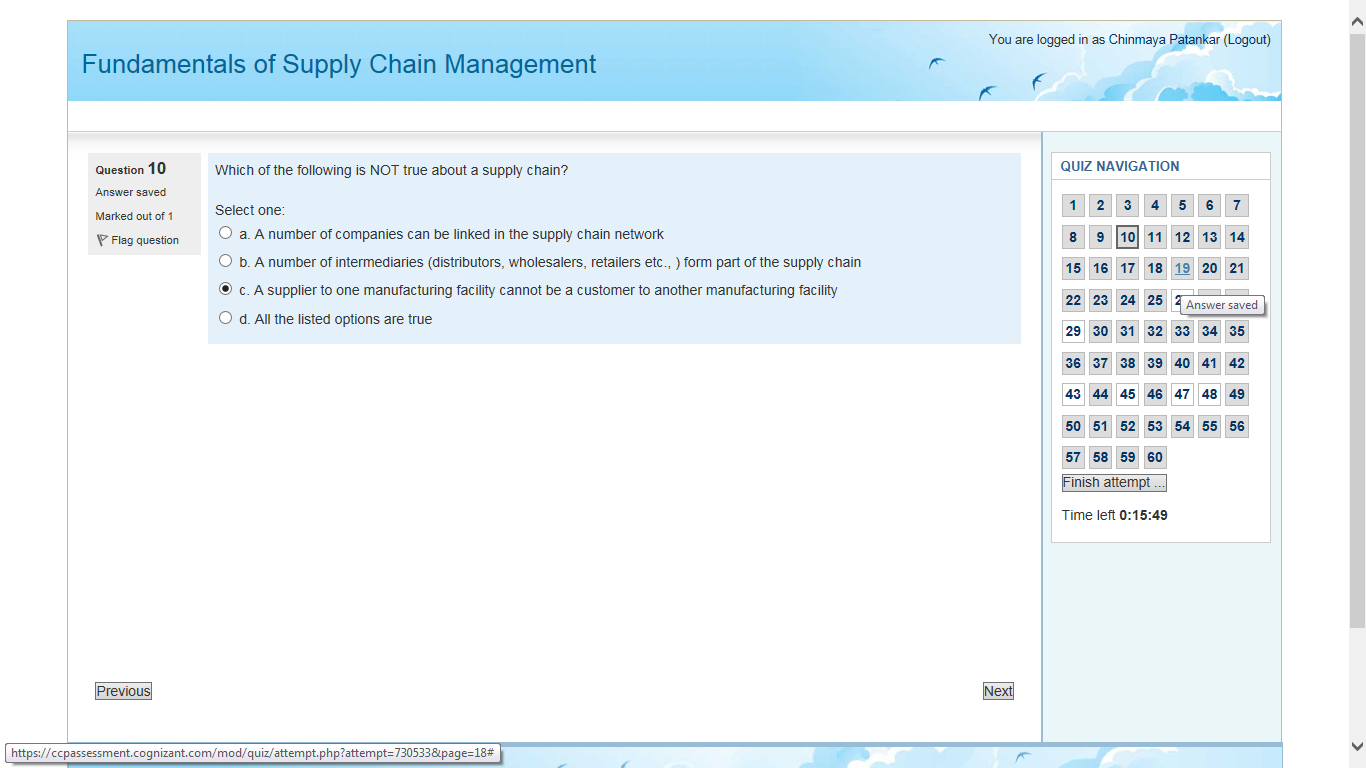 You are logged in as Chinmaya Patankar (Logout)
Fundamentals of Supply Chain Management
Question 10
Answer saved
Marked out of 1
Flag question
Which of the following is NOT true about a supply chain?
Select one:
a. A number of companies can be linked in the supply chain network
b. A number of intermediaries (distributors, wholesalers, retailers etc., ) form part of the supply chain
c. A supplier to one manufacturing facility cannot be a customer to another manufacturing facility
d. All the listed options are true
QUIZ NAVIGATION
1 2 3 4 5 6 7
8 9 10 11 12 13 14
15 16 17 18 19 20 21
22 23 24 25
Answer saved
29 30 31 32 33 34 35
36 37 38 39 40 41 42
43 44 45 46 47 48 49
50 51 52 53 54 55 56
57 58 59 60
Finish attempt ...
Time left 0:15:49
Previous
Next
https://ccpassessment.cognizant.com/mod/quiz/attempt.php?attempt=730533&page=18#